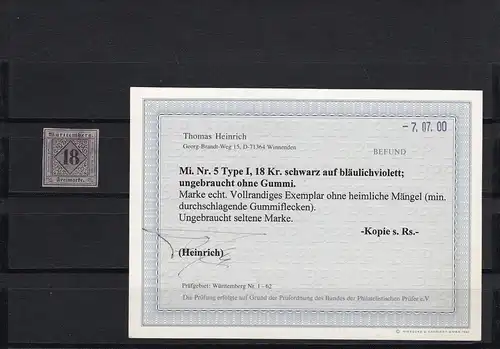 Württemberg
18
Freimarke.
- 7. 07. 00
Thomas Heinrich
Georg-Brandt-Weg 15, D-71364 Winnenden
BEFUND
Mi. Nr. 5 Type I, 18 Kr. schwarz auf bläulichviolett;
ungebraucht ohne Gummi.
Marke echt. Vollrandiges Exemplar ohne heimliche Mängel (min.
durchschlagende Gummiflecken).
Ungebraucht seltene Marke.
-Kopie s. Rs.-
(Heinrich)
Prüfgebiet: Württemberg Nr. 1 - 62
Die Prüfung erfolgte auf Grund der Prüfordnung des Bundes der Philatelistischen Prüfer e.V.